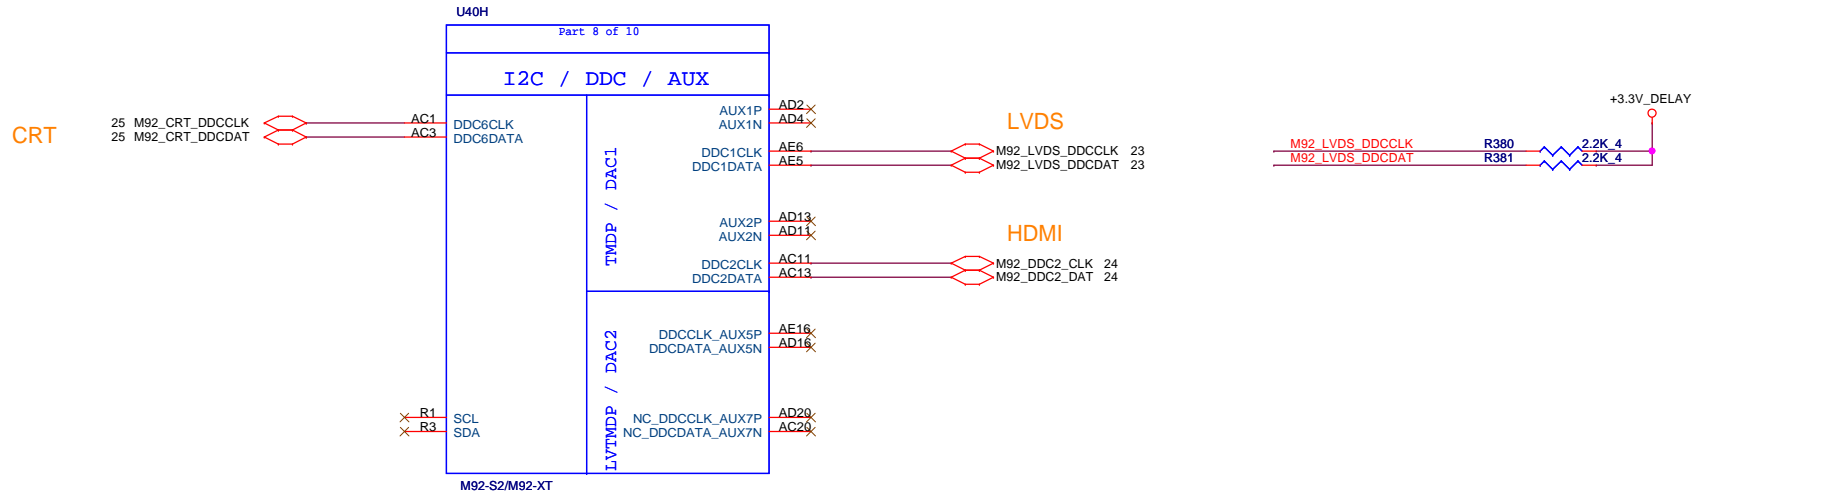 U40H
Part 8 of 10
I2C / DDC / AUX
CRT
25 M92_CRT_DDCCLK
25 M92_CRT_DDCDAT
AC1
AC3
DDC6CLK
DDC6DATA
R1
R3
SCL
SDA
TMDP / DAC1
LVTMDP / DAC2
AUX1P AD2
AUX1N AD4
DDC1CLK AE6
DDC1DATA AE5
AUX2P AD13
AUX2N AD11
DDC2CLK AC11
DDC2DATA AC13
DDCCLK_AUX5P AE16
DDCDATA_AUX5N AD16
NC_DDCCLK_AUX7P AD20
NC_DDCDATA_AUX7N AC20
M92-S2/M92-XT
LVDS
M92_LVDS_DDCCLK 23
M92_LVDS_DDCDAT 23
HDMI
M92_DDC2_CLK 24
M92_DDC2_DAT 24
+3.3V_DELAY
M92_LVDS_DDCCLK R380 2.2K_4
M92_LVDS_DDCDAT R381 2.2K_4